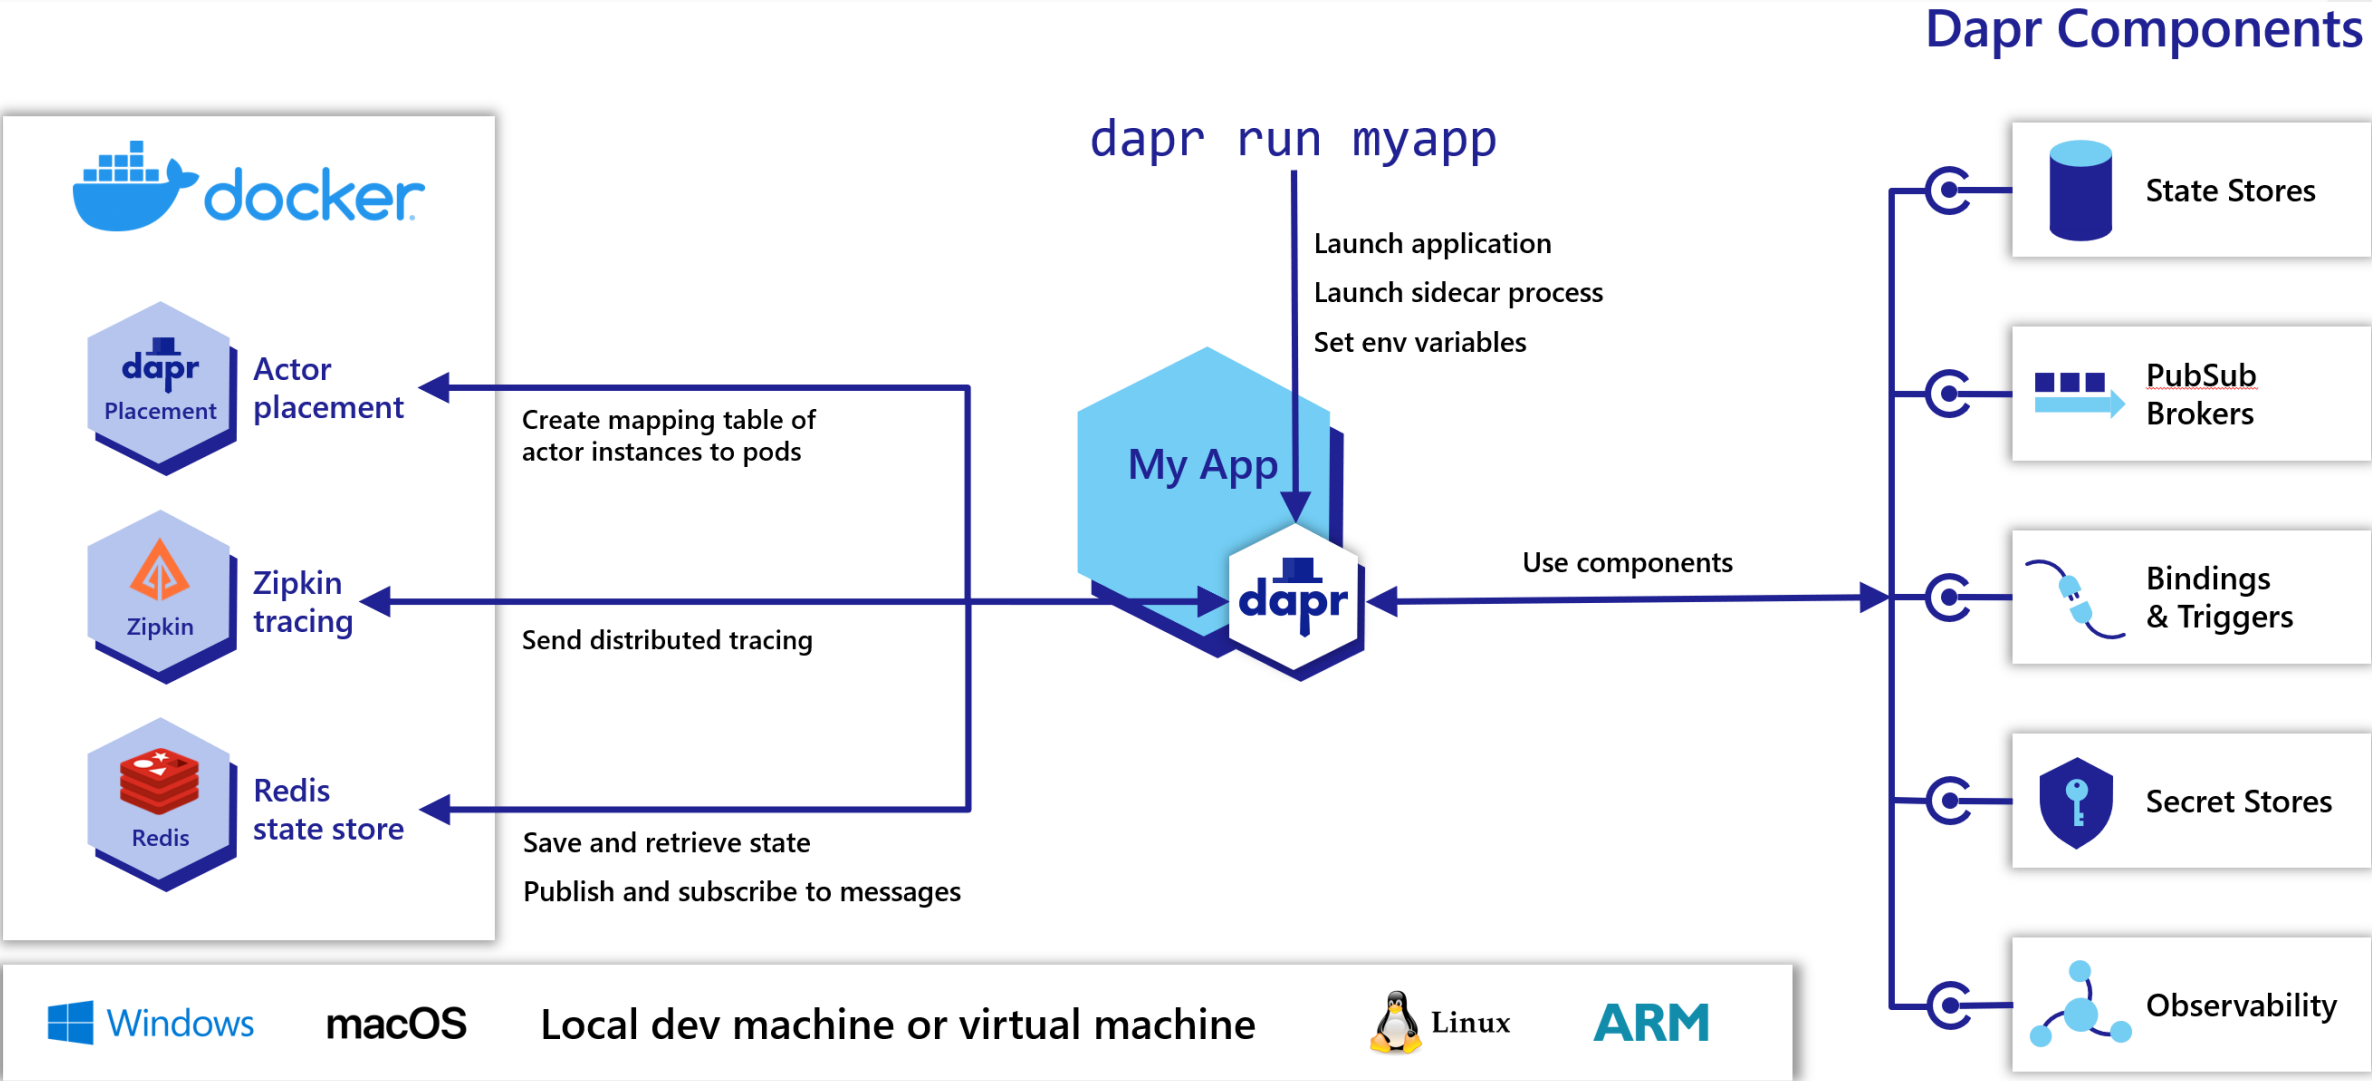 Dapr Components
docker
dapr run myapp
Launch application
Launch sidecar process
Set env variables
dapr
Placement
Actor
placement
Create mapping table of
actor instances to pods
Zipkin
Zipkin
tracing
Send distributed tracing
Redis
Redis
state store
Save and retrieve state
Publish and subscribe to messages
My App
dapr
Use components
State Stores
PubSub
Brokers
Bindings
& Triggers
Secret Stores
Observability
Windows
macOS
Local dev machine or virtual machine
Linux
ARM